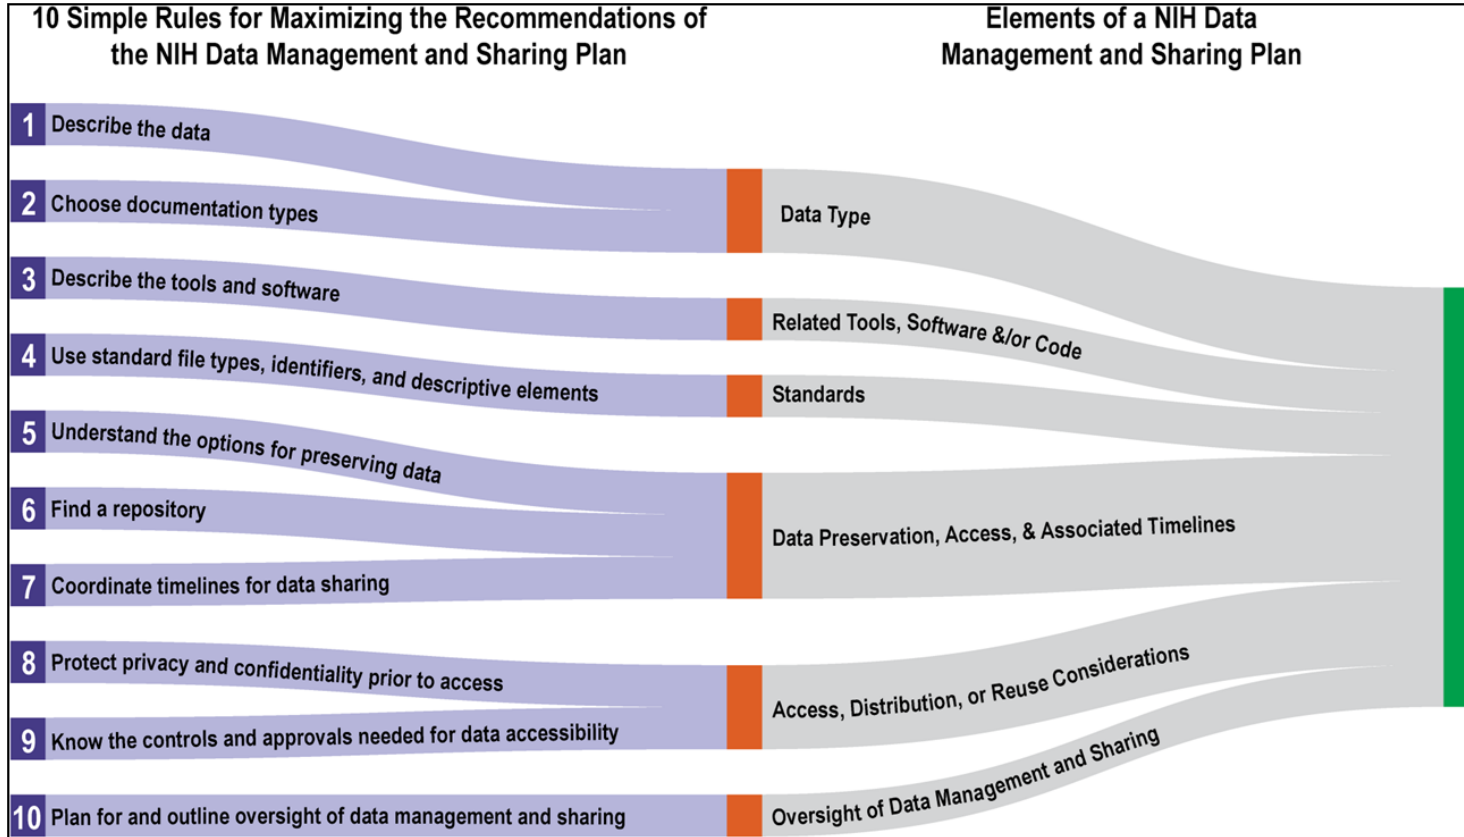 10 Simple Rules for Maximizing the Recommendations of
the NIH Data Management and Sharing Plan
Elements of a NIH Data
Management and Sharing Plan
1 Describe the data
2 Choose documentation types
3 Describe the tools and software
4 Use standard file types, identifiers, and descriptive elements
5 Understand the options for preserving data
6 Find a repository
7 Coordinate timelines for data sharing
8 Protect privacy and confidentiality prior to access
9 Know the controls and approvals needed for data accessibility
10 Plan for and outline oversight of data management and sharing
Data Type
Related Tools, Software &/or Code
Standards
Data Preservation, Access, & Associated Timelines
Access, Distribution, or Reuse Considerations
Oversight of Data Management and Sharing